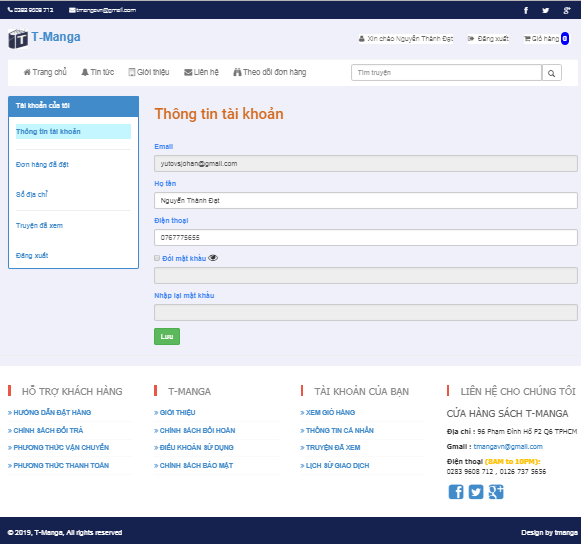 0283 9608 712 tmangavn@gmail.com
T-Manga
Xin chào Nguyễn Thành Đạt Đăng xuất Giỏ hàng 0
Trang chủ Tin tức Giới thiệu Liên hệ Theo dõi đơn hàng Tìm truyện
Tài khoản của tôi
Thông tin tài khoản
Đơn hàng đã đặt
Sổ địa chỉ
Truyện đã xem
Đăng xuất
Thông tin tài khoản
Email
yutovsjohan@gmail.com
Họ tên
Nguyễn Thành Đạt
Điện thoại
0767775655
Đổi mật khẩu
Nhập lại mật khẩu
Lưu
HỖ TRỢ KHÁCH HÀNG
» HƯỚNG DẪN ĐẶT HÀNG
» CHÍNH SÁCH ĐỔI TRẢ
» PHƯƠNG THỨC VẬN CHUYỂN
» PHƯƠNG THỨC THANH TOÁN
T-MANGA
» GIỚI THIỆU
» CHÍNH SÁCH ĐỔI HOÀN
» ĐIỀU KHOẢN SỬ DỤNG
» CHÍNH SÁCH BẢO MẬT
TÀI KHOẢN CỦA BẠN
» XEM GIỎ HÀNG
» THÔNG TIN CÁ NHÂN
» TRUYỆN ĐÃ XEM
» LỊCH SỬ GIAO DỊCH
LIÊN HỆ CHO CHÚNG TÔI
CỬA HÀNG SÁCH T-MANGA
Địa chỉ : 96 Phạm Đình Hổ P2 Q6 TPHCM
Gmail : tmangavn@gmail.com
Điện thoại (8AM to 10PM):
0283 9608 712 , 0126 737 5656
© 2019, T-Manga, All rights reserved
Design by tmanga